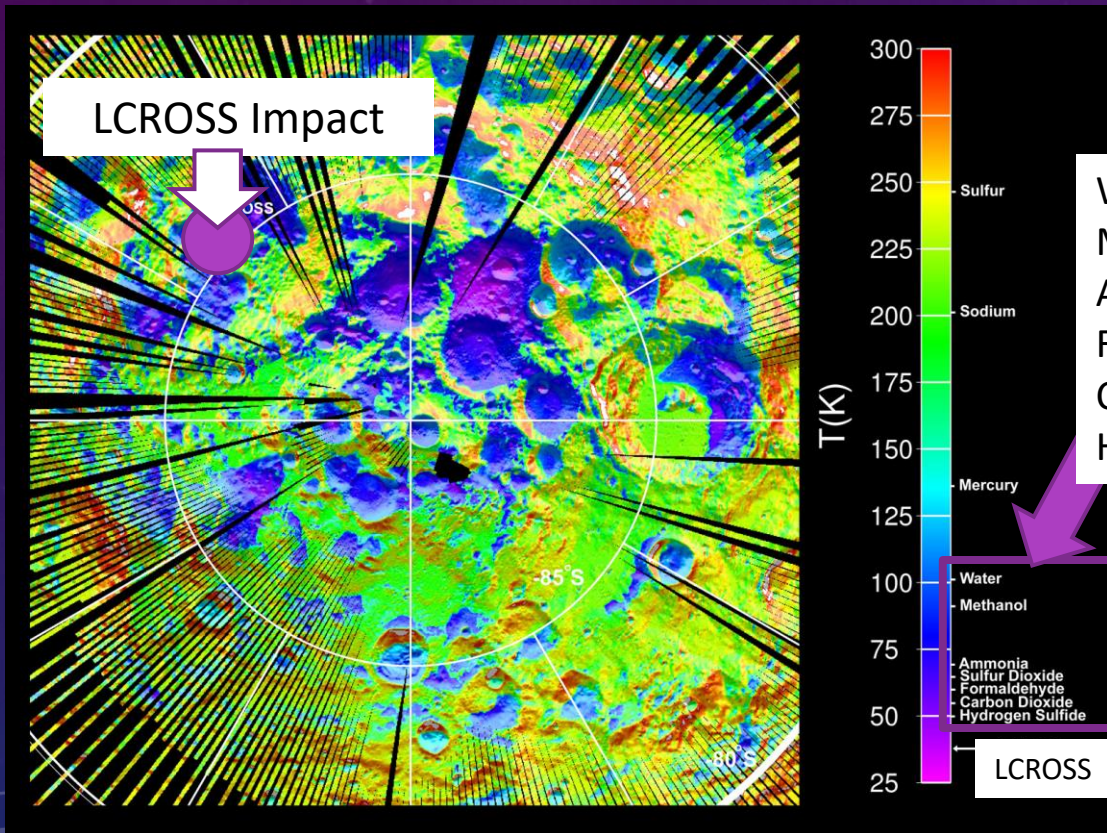 LCROSS Impact
OSS
-85°S
-80°S
T(K)
300
275
250
225
200
175
150
125
100
75
50
25
Sulfur
Sodium
Mercury
Water
Methanol
Ammonia
Sulfur Dioxide
Formaldehyde
Carbon Dioxide
Hydrogen Sulfide
LCROSS